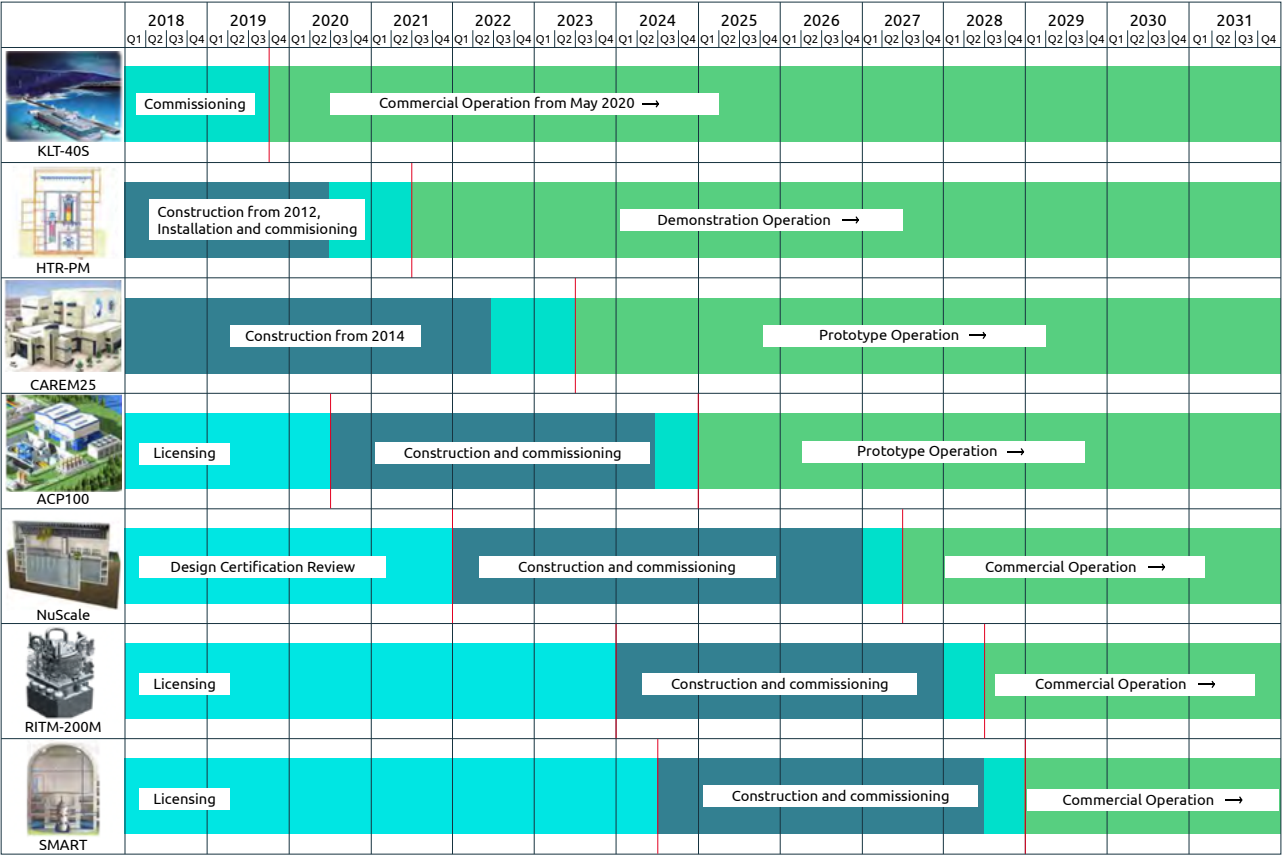 2018 2019 2020 2021 2022 2023 2024 2025 2026 2027 2028 2029 2030 2031
Q1 Q2 Q3 Q4 Q1 Q2 Q3 Q4 Q1 Q2 Q3 Q4 Q1 Q2 Q3 Q4 Q1 Q2 Q3 Q4 Q1 Q2 Q3 Q4 Q1 Q2 Q3 Q4 Q1 Q2 Q3 Q4 Q1 Q2 Q3 Q4 Q1 Q2 Q3 Q4 Q1 Q2 Q3 Q4 Q1 Q2 Q3 Q4 Q1 Q2 Q3 Q4 Q1 Q2 Q3 Q4
Commissioning Commercial Operation from May 2020 →
KLT-40S
Construction from 2012,
Installation and commisioning
Demonstration Operation →
HTR-PM
Construction from 2014 Prototype Operation →
CAREM25
Licensing Construction and commissioning Prototype Operation →
ACP100
Design Certification Review Construction and commissioning Commercial Operation →
NuScale
Licensing Construction and commissioning Commercial Operation →
RITM-200M
Licensing Construction and commissioning Commercial Operation →
SMART